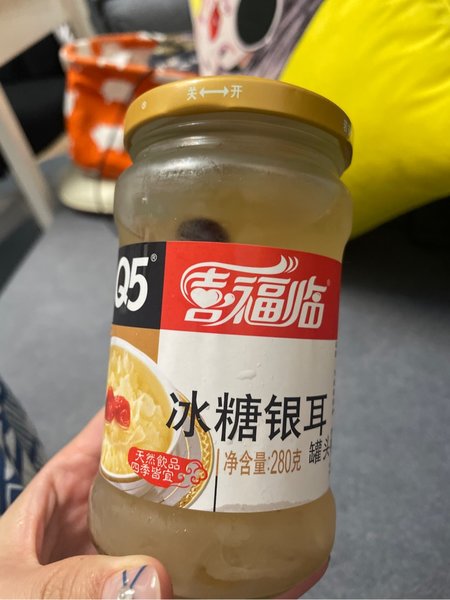 关⟷开
Q5®
喜福临®
冰糖银耳
罐头
净含量:280克
天然飲品
四季皆宜